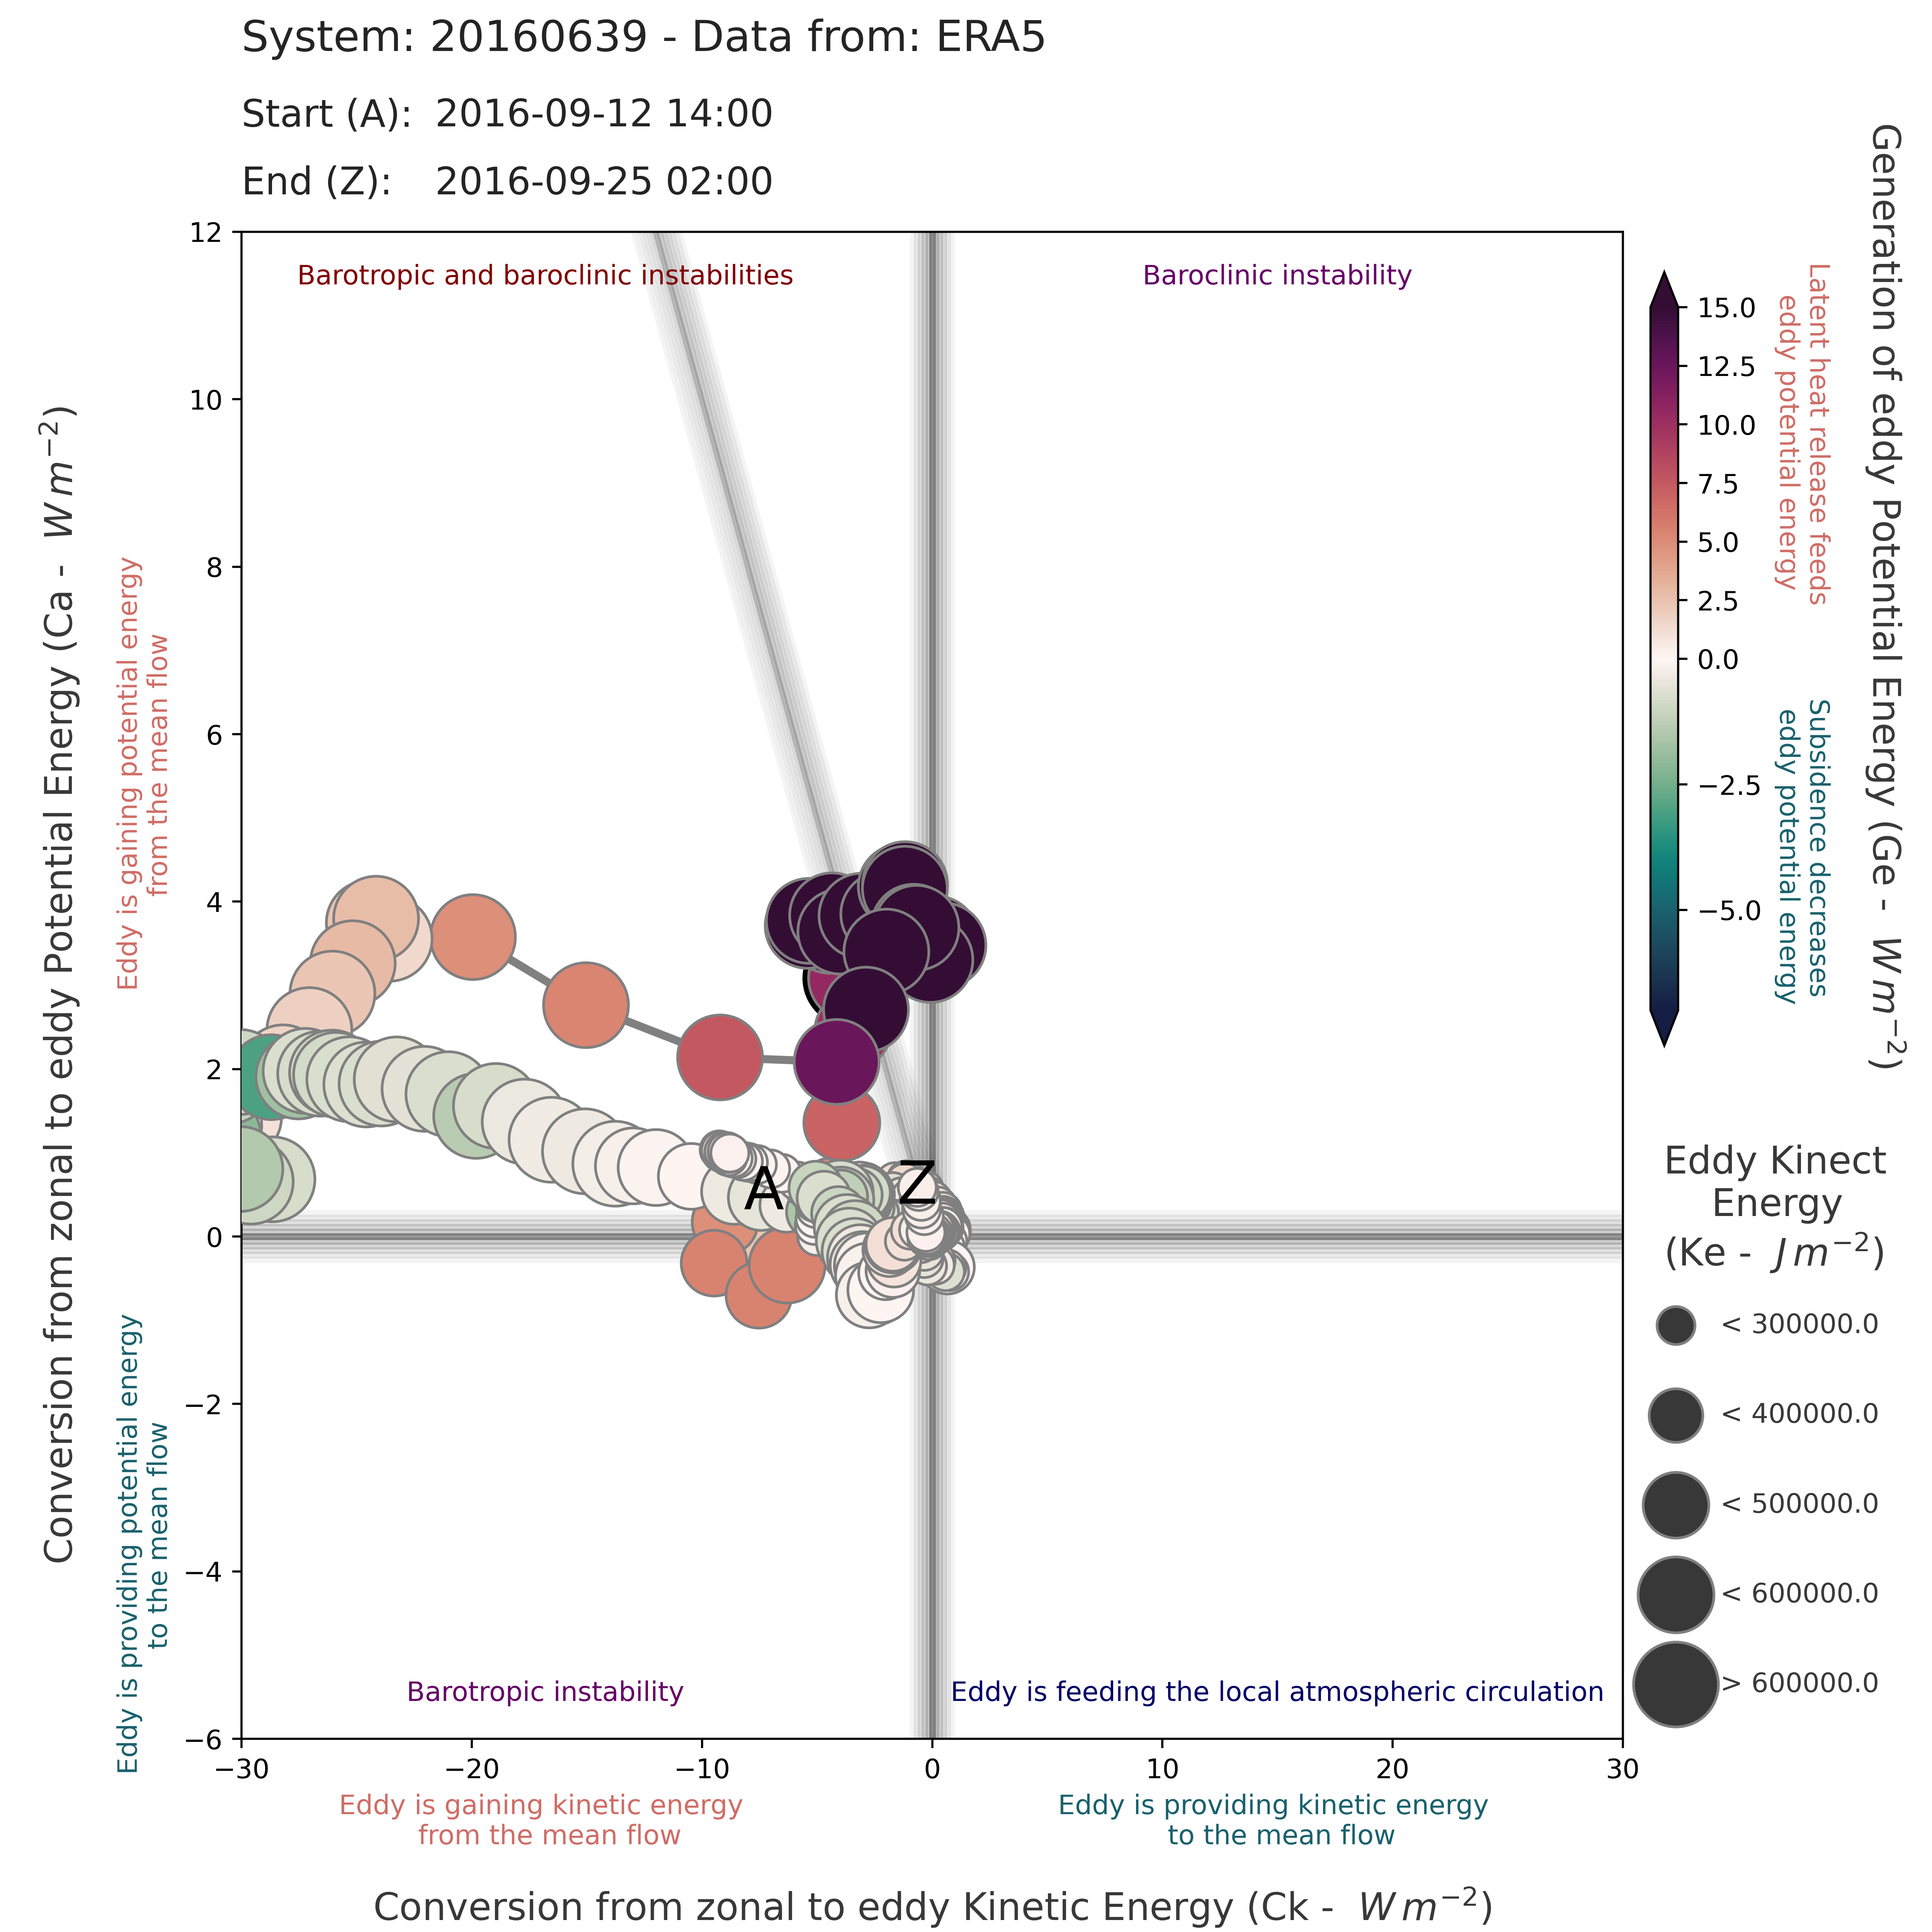 System: 20160639 - Data from: ERA5
Start (A): 2016-09-12 14:00
End (Z): 2016-09-25 02:00
Conversion from zonal to eddy Potential Energy (Ca - W m⁻²)
Eddy is gaining potential energy
from the mean flow
Eddy is providing potential energy
to the mean flow
12
10
8
6
4
2
0
−2
−4
−6
Barotropic and baroclinic instabilities
Baroclinic instability
A
Z
Barotropic instability
Eddy is feeding the local atmospheric circulation
−30
−20
−10
0
10
20
30
Eddy is gaining kinetic energy
from the mean flow
Eddy is providing kinetic energy
to the mean flow
Conversion from zonal to eddy Kinetic Energy (Ck - W m⁻²)
15.0
12.5
10.0
7.5
5.0
2.5
0.0
−2.5
−5.0
Latent heat release feeds
eddy potential energy
Subsidence decreases
eddy potential energy
Generation of eddy Potential Energy (Ge - W m⁻²)
Eddy Kinect
Energy
(Ke - J m⁻²)
< 300000.0
< 400000.0
< 500000.0
< 600000.0
> 600000.0